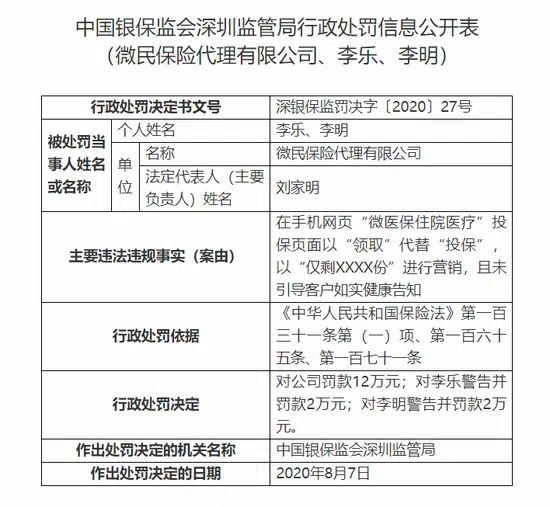 中国银保监会深圳监管局行政处罚信息公开表
（微民保险代理有限公司、李乐、李明）
行政处罚决定书文号
深银保监罚决字〔2020〕27号
被处罚当
事人姓名
或名称
个人姓名
李乐、李明
单
位
名称
微民保险代理有限公司
法定代表人（主要
负责人）姓名
刘家明
主要违法违规事实（案由）
在手机网页“微医保住院医疗”投
保页面以“领取”代替“投保”，
以“仅剩XXXX份”进行营销，且未
引导客户如实健康告知
行政处罚依据
《中华人民共和国保险法》第一百
三十一条第（一）项、第一百六十
五条、第一百七十一条
行政处罚决定
对公司罚款12万元；对李乐警告并
罚款2万元；对李明警告并罚款2万
元。
作出处罚决定的机关名称
中国银保监会深圳监管局
作出处罚决定的日期
2020年8月7日